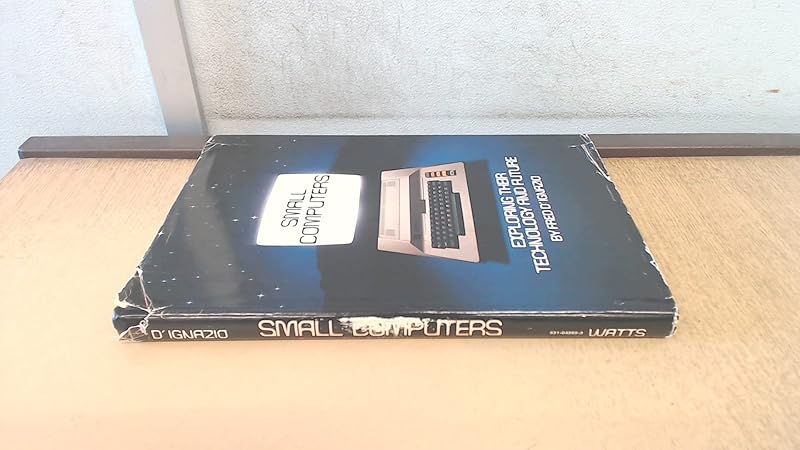 SMALL
COMPUTERS
EXPLORING THEIR
TECHNOLOGY AND FUTURE
BY FRED D'IGNAZIO
D'IGNAZIO SMALL COMPUTERS WATTS